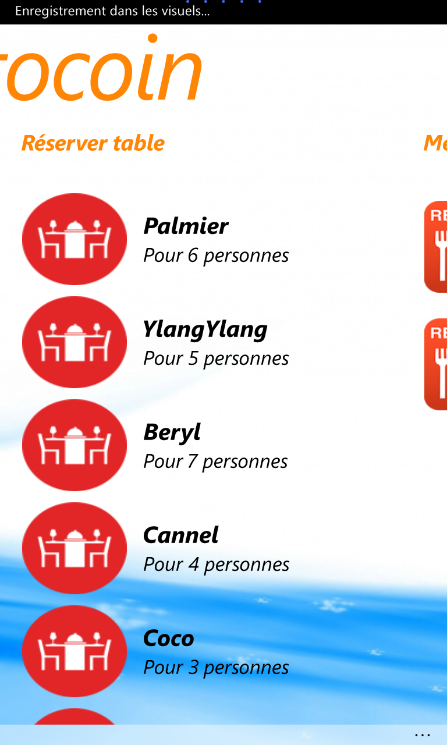 Enregistrement dans les visuels...
rocoin
Réserver table
Me
Palmier
Pour 6 personnes
RE
YlangYlang
Pour 5 personnes
RE
Beryl
Pour 7 personnes
Cannel
Pour 4 personnes
Coco
Pour 3 personnes
...